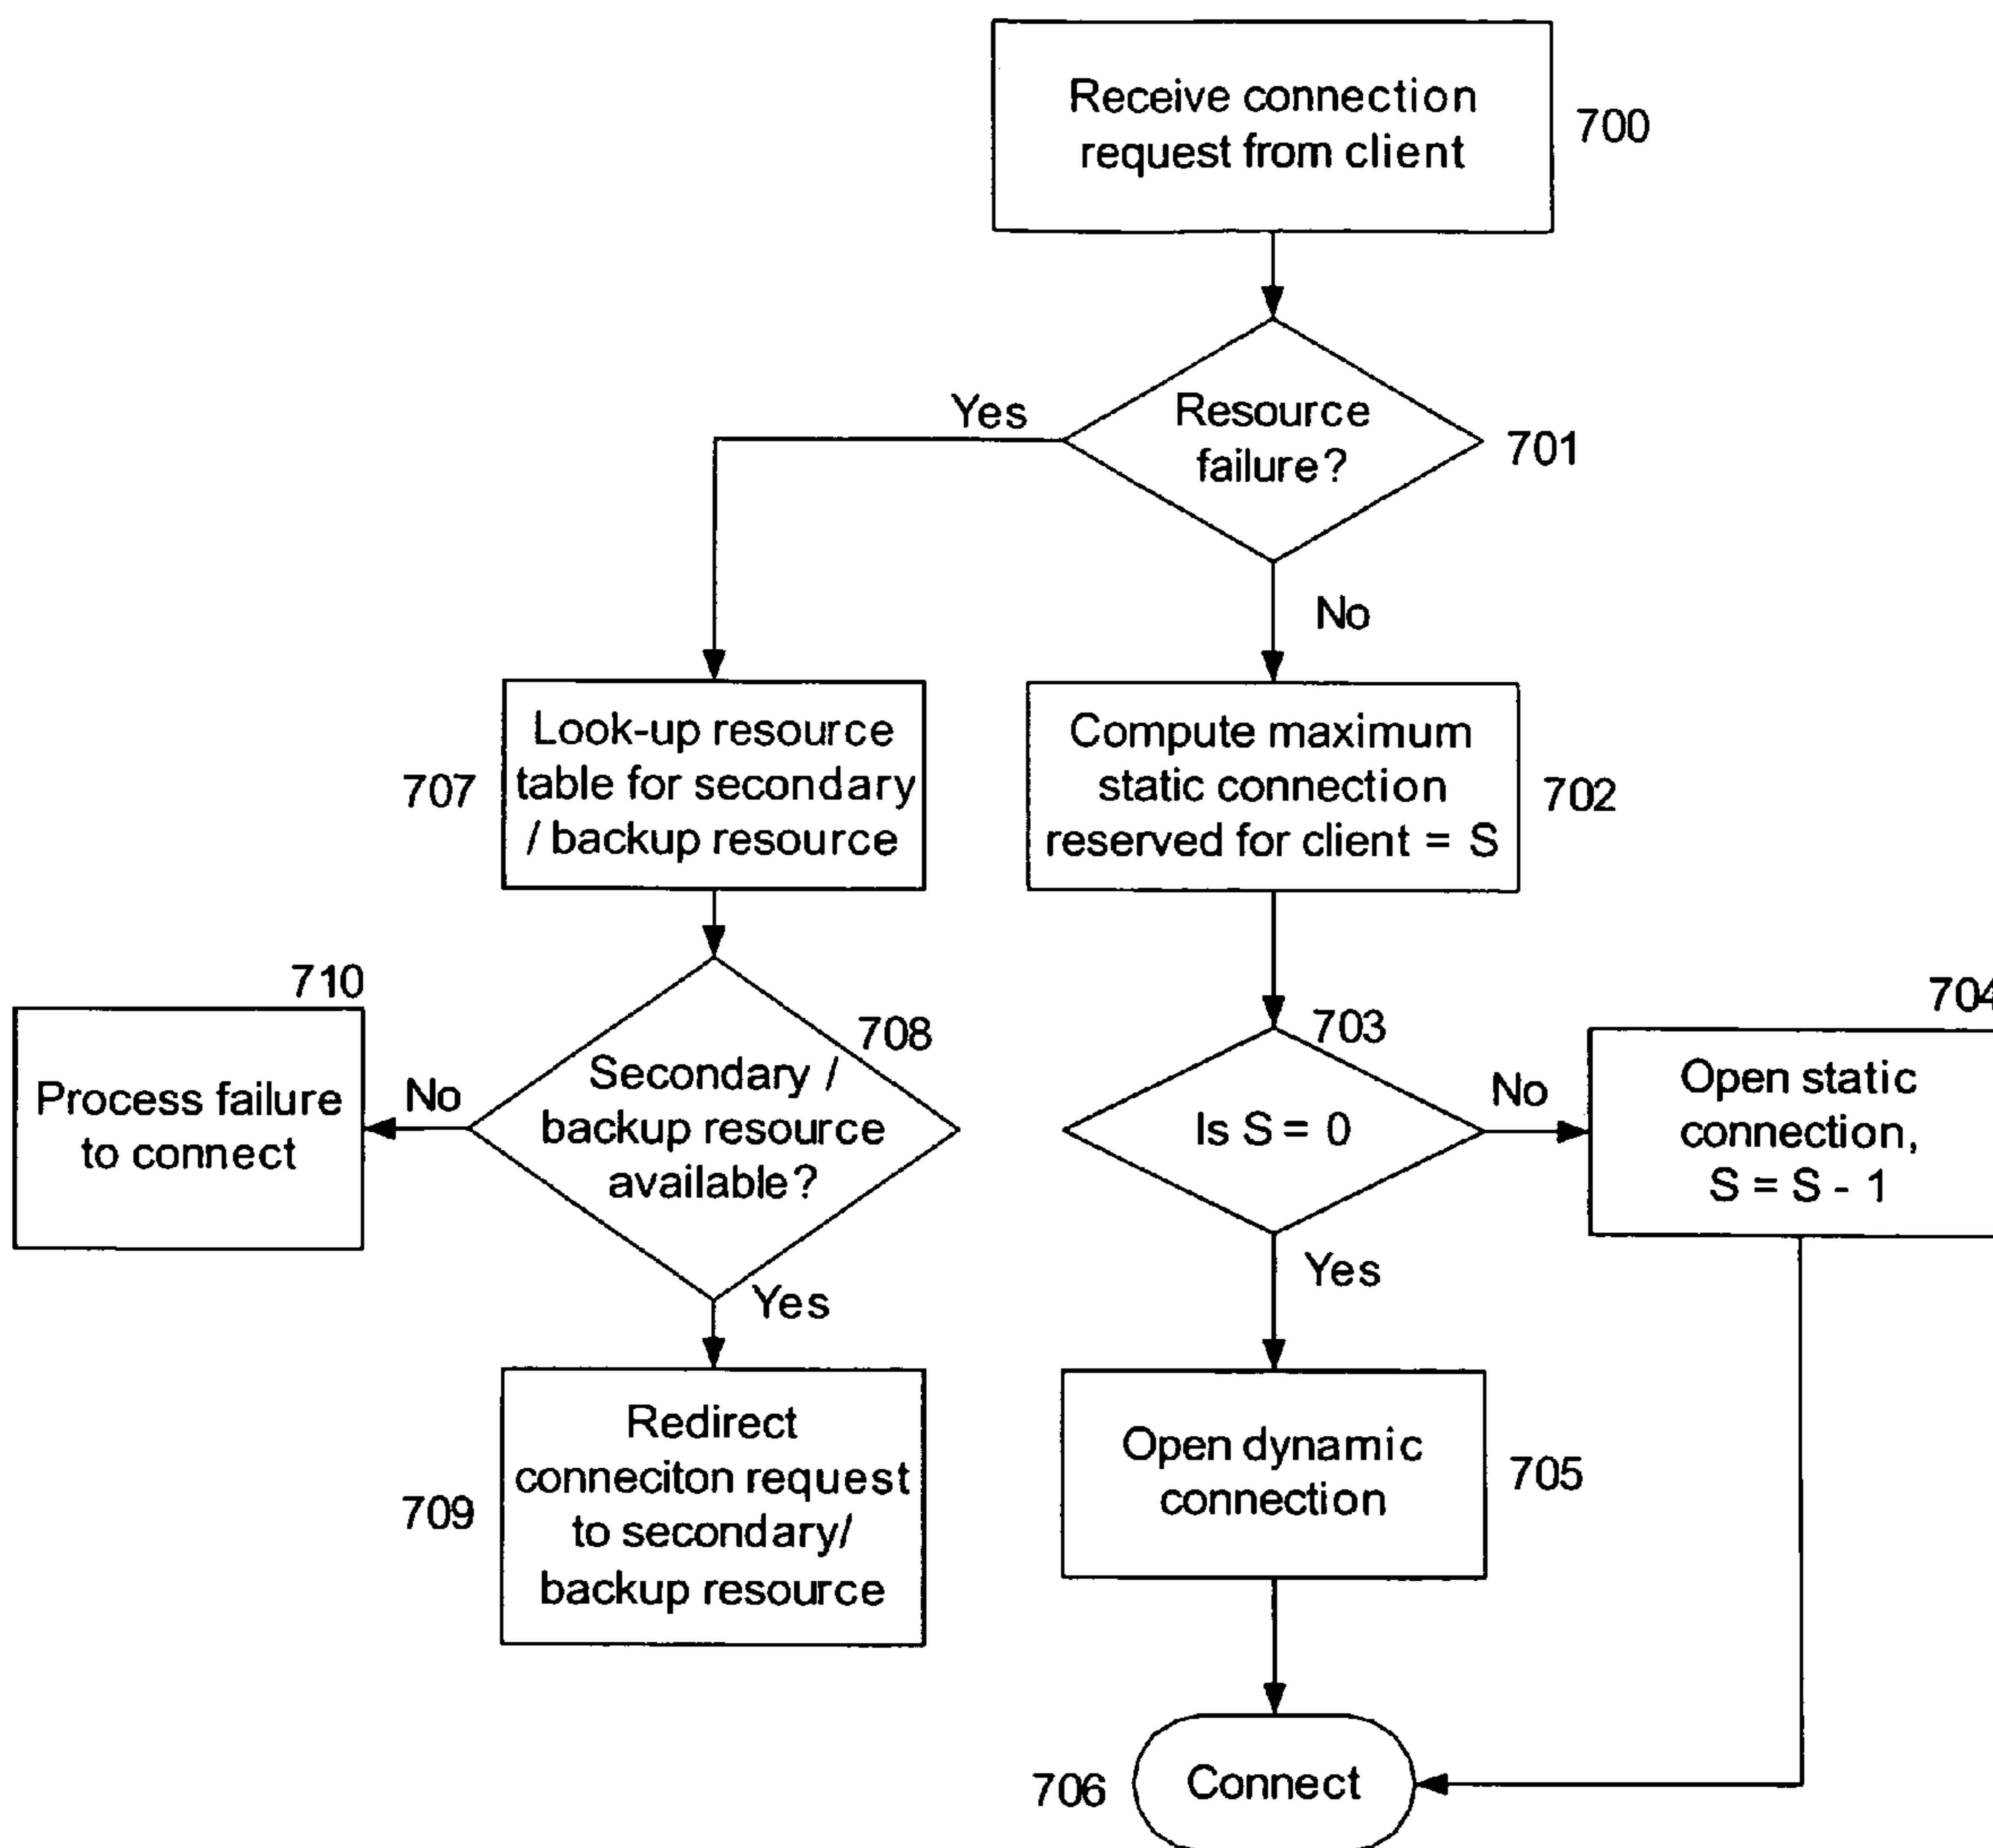 Receive connection
request from client
700
Resource
failure?
701
Yes
No
Look-up resource
table for secondary
/ backup resource
707
Compute maximum
static connection
reserved for client = S
702
710
Process failure
to connect
No
708
Secondary /
backup resource
available?
Yes
703
Is S = 0
No
Yes
704
Open static
connection,
S = S - 1
Redirect
conneciton request
to secondary/
backup resource
709
Open dynamic
connection
705
706
Connect